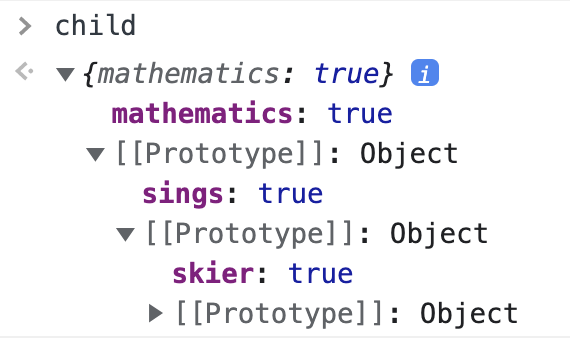 > child
{mathematics: true} i
mathematics: true
[[Prototype]]: Object
sings: true
[[Prototype]]: Object
skier: true
[[Prototype]]: Object